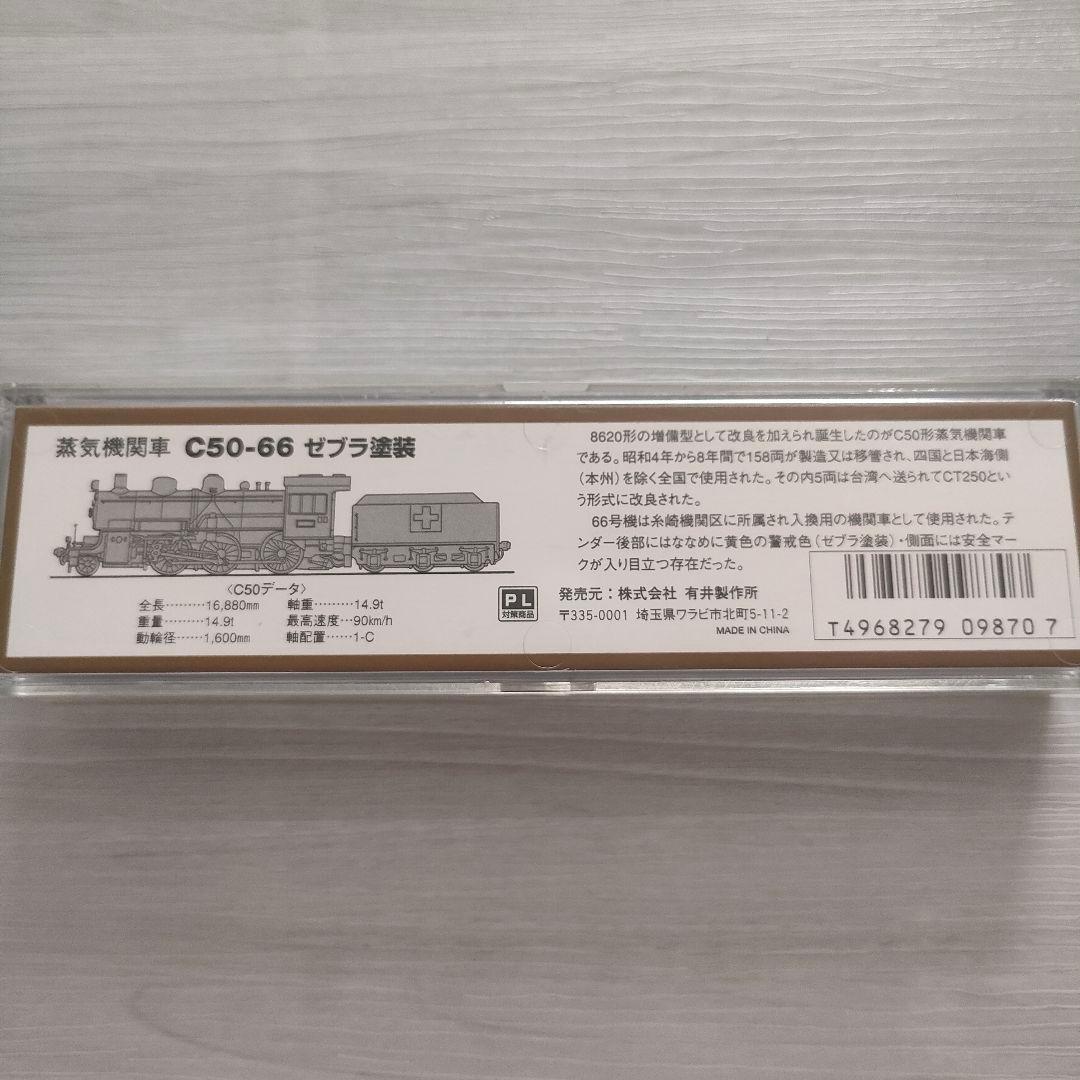 蒸気機関車 C50-66 ゼブラ塗装
〈C50データ〉
全長………16,880mm 軸重………14.9t
重量………14.9t 最高速度…90km/h
動輪径……1,600mm 軸配置……1-C
PL
対策商品
8620形の増備型として改良を加えられ誕生したのがC50形蒸気機関車
である。昭和4年から8年間で158両が製造又は移管され、四国と日本海側
(本州)を除く全国で使用された。その内5両は台湾へ送られてCT250とい
う形式に改良された。
66号機は糸崎機関区に所属され入換用の機関車として使用された。テ
ンダー後部にはななめに黄色の警戒色(ゼブラ塗装)・側面には安全マー
クが入り目立つ存在だった。
発売元:株式会社 有井製作所
〒335-0001 埼玉県ワラビ市北町5-11-2
MADE IN CHINA
T4968279 09870 7